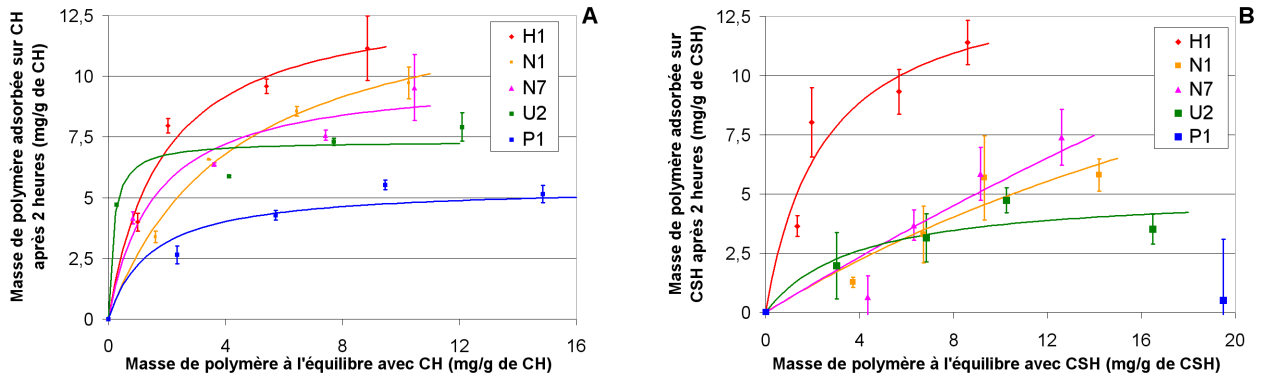 Masse de polymère adsorbée sur CH
après 2 heures (mg/g de CH)
12,5
10
7,5
5
2,5
0
0
4
8
12
16
Masse de polymère à l'équilibre avec CH (mg/g de CH)
H1
N1
N7
U2
P1
A
Masse de polymère adsorbée sur
CSH après 2 heures (mg/g de CSH)
12,5
10
7,5
5
2,5
0
0
4
8
12
16
20
Masse de polymère à l'équilibre avec CSH (mg/g de CSH)
H1
N1
N7
U2
P1
B